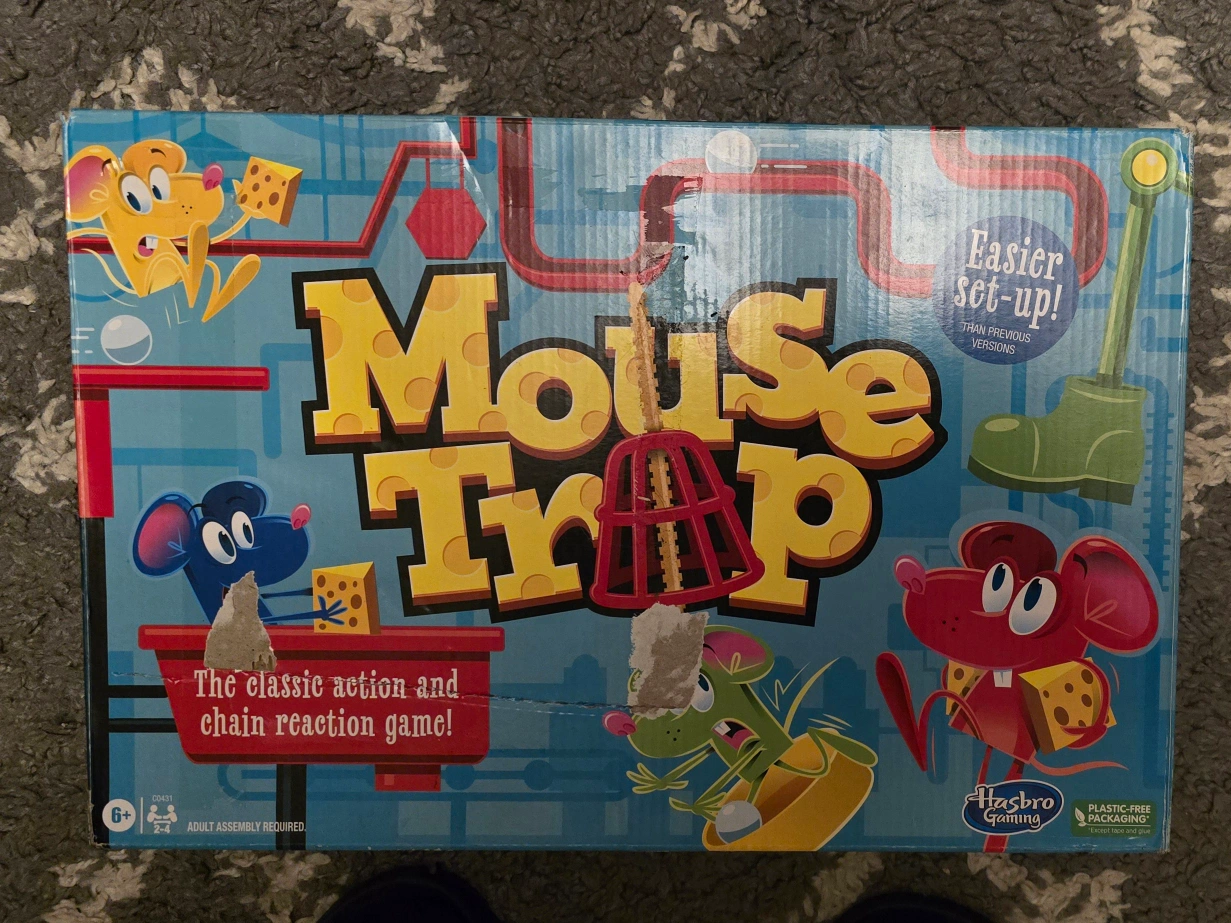 Mouse
Trap
Easier
set-up!
THAN PREVIOUS
VERSIONS
The classic action and
chain reaction game!
6+
C0431
2-4
ADULT ASSEMBLY REQUIRED.
Hasbro
Gaming
PLASTIC-FREE
PACKAGING*
*Except tape and glue